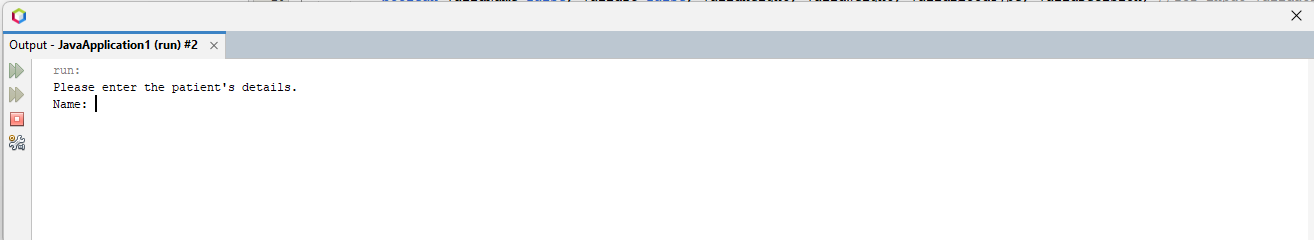 Output - JavaApplication1 (run) #2
run:
Please enter the patient's details.
Name: